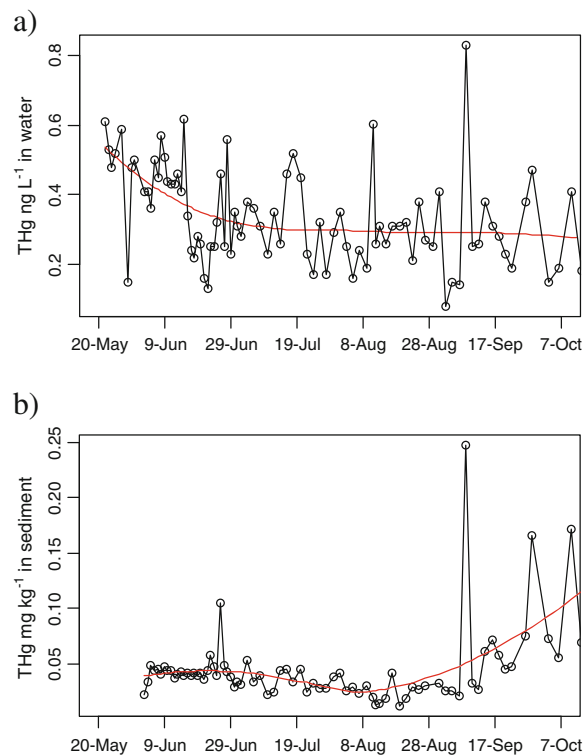 a)
THg ng L⁻¹ in water
0.8
0.6
0.4
0.2
20-May 9-Jun 29-Jun 19-Jul 8-Aug 28-Aug 17-Sep 7-Oct
b)
THg mg kg⁻¹ in sediment
0.25
0.20
0.15
0.10
0.05
20-May 9-Jun 29-Jun 19-Jul 8-Aug 28-Aug 17-Sep 7-Oct